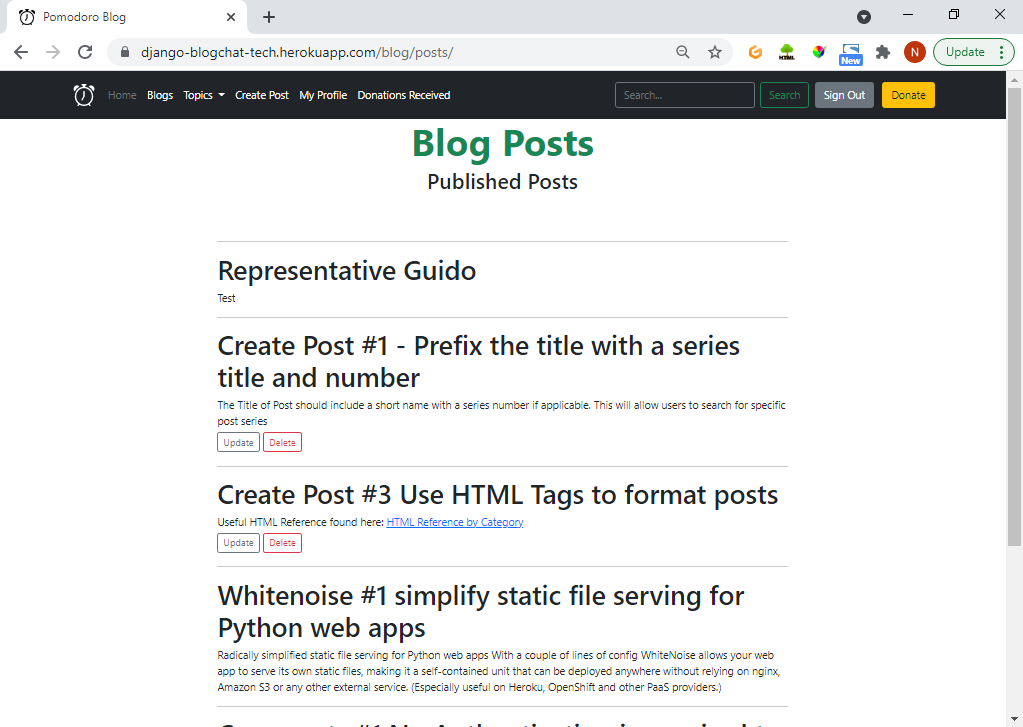 Pomodoro Blog
django-blogchat-tech.herokuapp.com/blog/posts/
HTML
New
N
Update
Home Blogs Topics Create Post My Profile Donations Received Search... Search Sign Out Donate
Blog Posts
Published Posts
Representative Guido
Test
Create Post #1 - Prefix the title with a series
title and number
The Title of Post should include a short name with a series number if applicable. This will allow users to search for specific
post series
Update Delete
Create Post #3 Use HTML Tags to format posts
Useful HTML Reference found here: HTML Reference by Category
Update Delete
Whitenoise #1 simplify static file serving for
Python web apps
Radically simplified static file serving for Python web apps With a couple of lines of config WhiteNoise allows your web
app to serve its own static files, making it a self-contained unit that can be deployed anywhere without relying on nginx,
Amazon S3 or any other external service. (Especially useful on Heroku, OpenShift and other PaaS providers.)